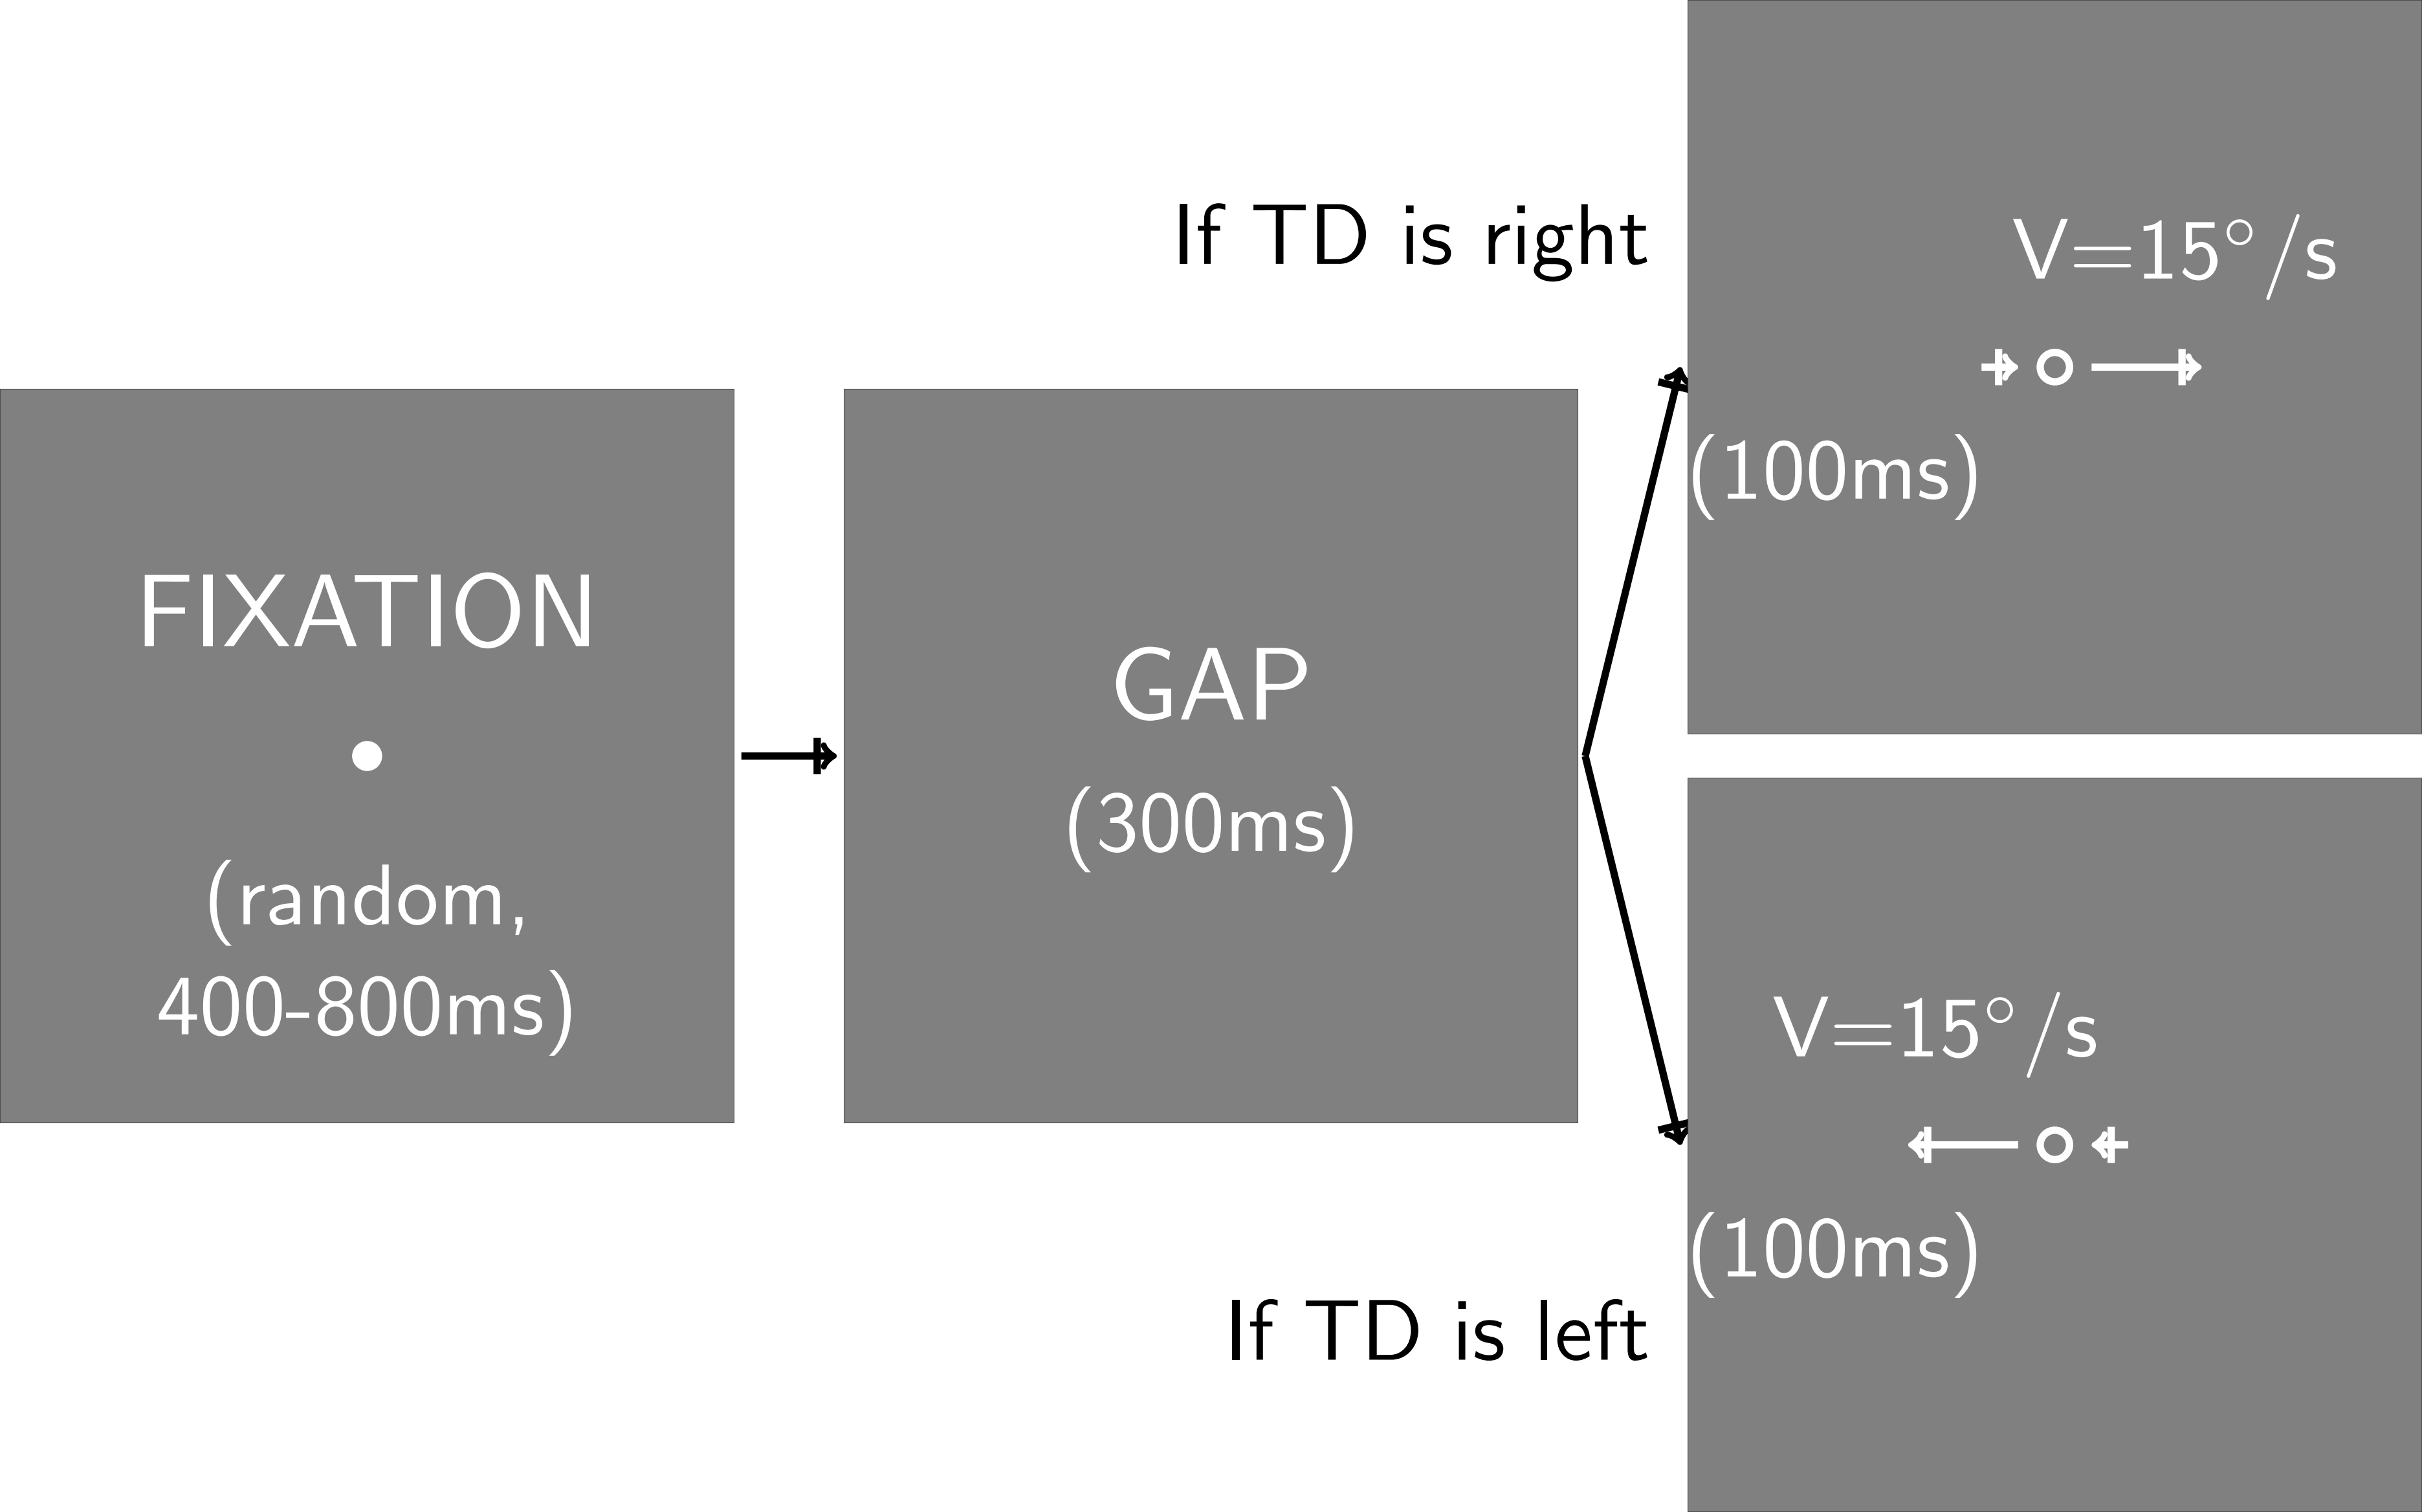 FIXATION
(random,
400–800ms)
GAP
(300ms)
If TD is right
V=15°/s
(100ms)
If TD is left
V=15°/s
(100ms)